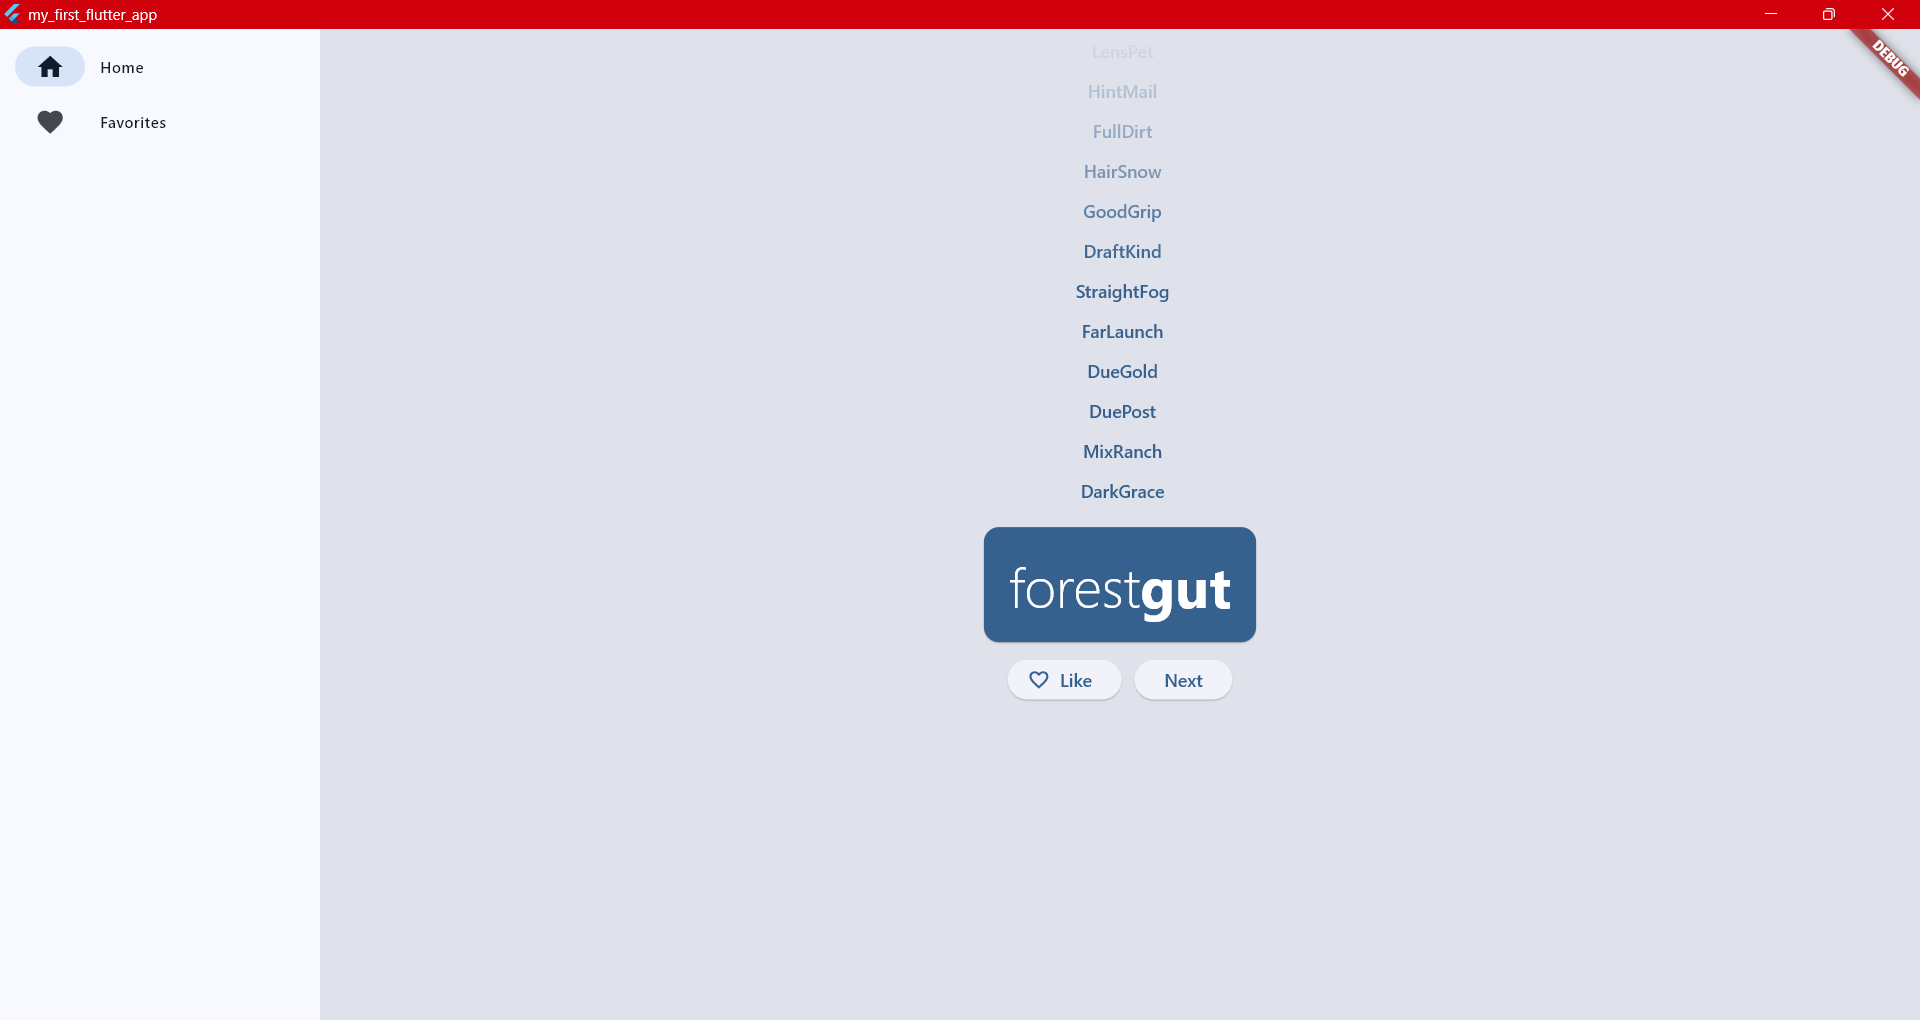 my_first_flutter_app
DEBUG
Home
Favorites
LensPet
HintMail
FullDirt
HairSnow
GoodGrip
DraftKind
StraightFog
FarLaunch
DueGold
DuePost
MixRanch
DarkGrace
forestgut
Like
Next